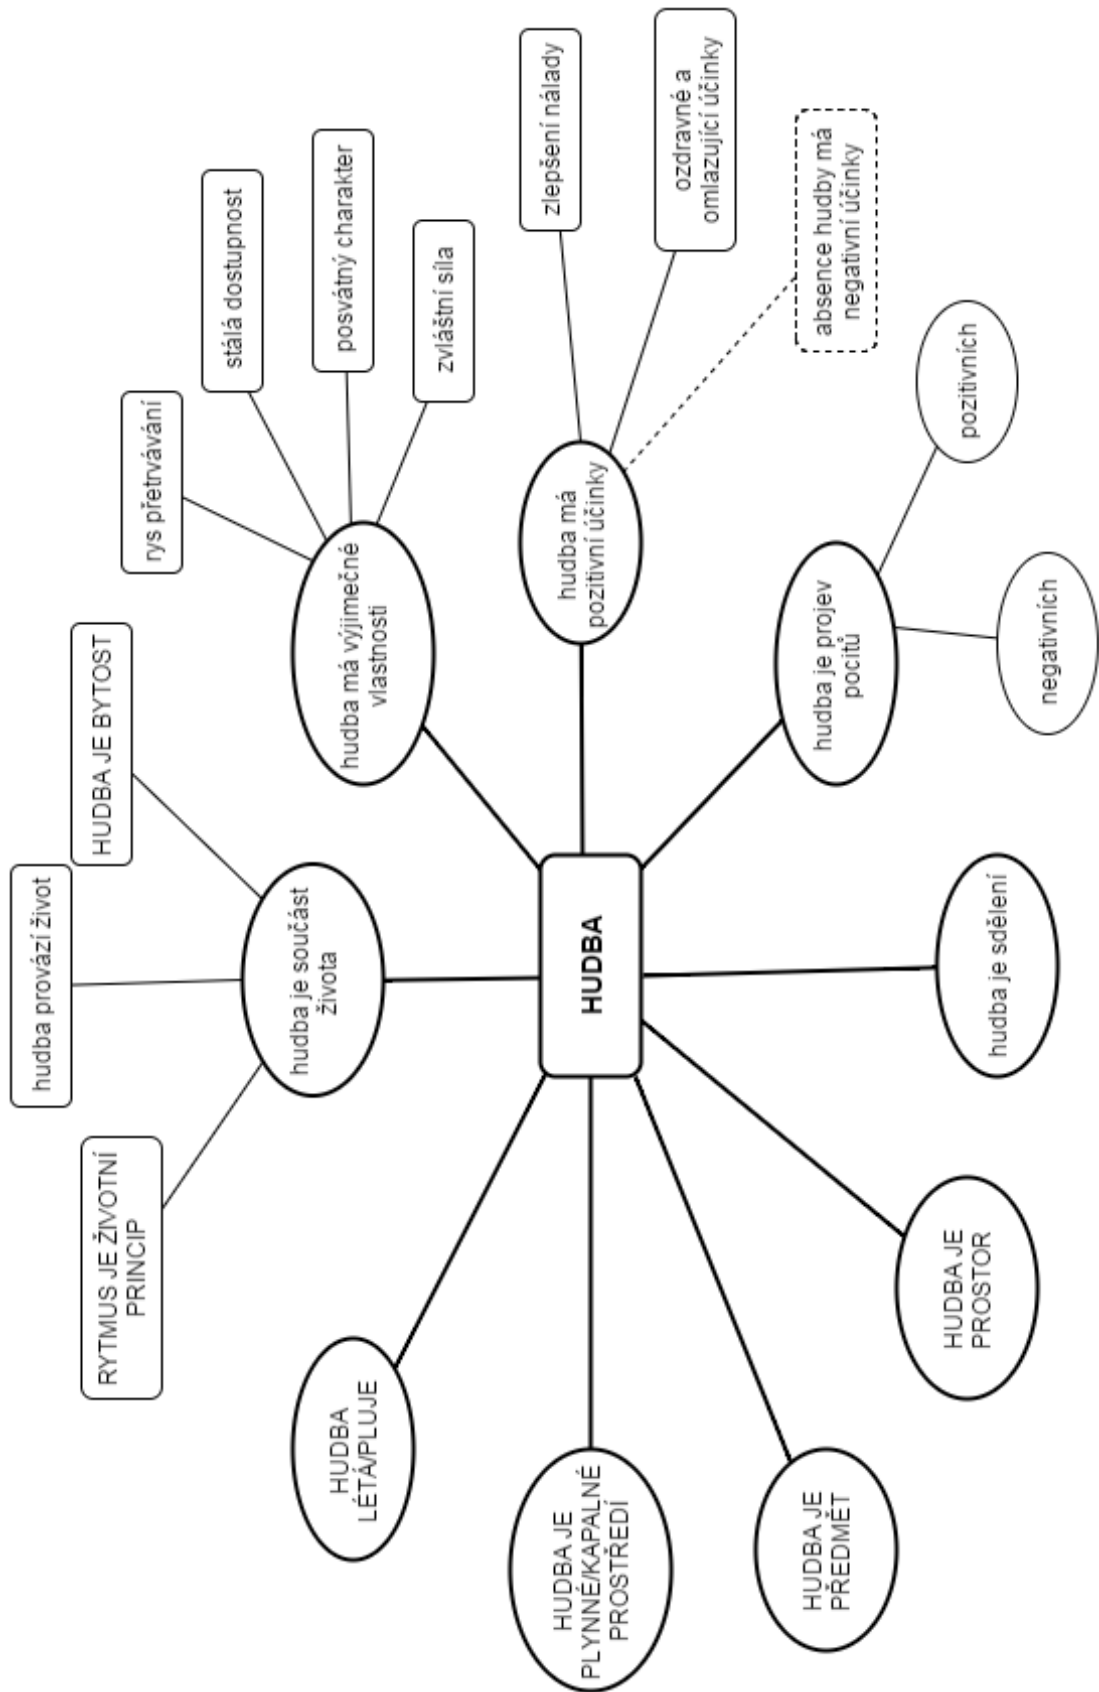 hudba provází život
RYTMUS JE ŽIVOTNÍ
PRINCIP
HUDBA JE BYTOST
rys přetrvávání
stálá dostupnost
hudba je součást
života
posvátný charakter
HUDBA
LÉTÁ/PLUJE
hudba má výjimečné
vlastnosti
zvláštní síla
zlepšení nálady
HUDBA JE
PLYNNÉ/KAPALNÉ
PROSTŘEDÍ
HUDBA
hudba má
pozitivní účinky
ozdravné a
omlazující účinky
HUDBA JE
PŘEDMĚT
hudba je projev
pocitů
absence hudby má
negativní účinky
HUDBA JE
PROSTOR
hudba je sdělení
pozitivních
negativních